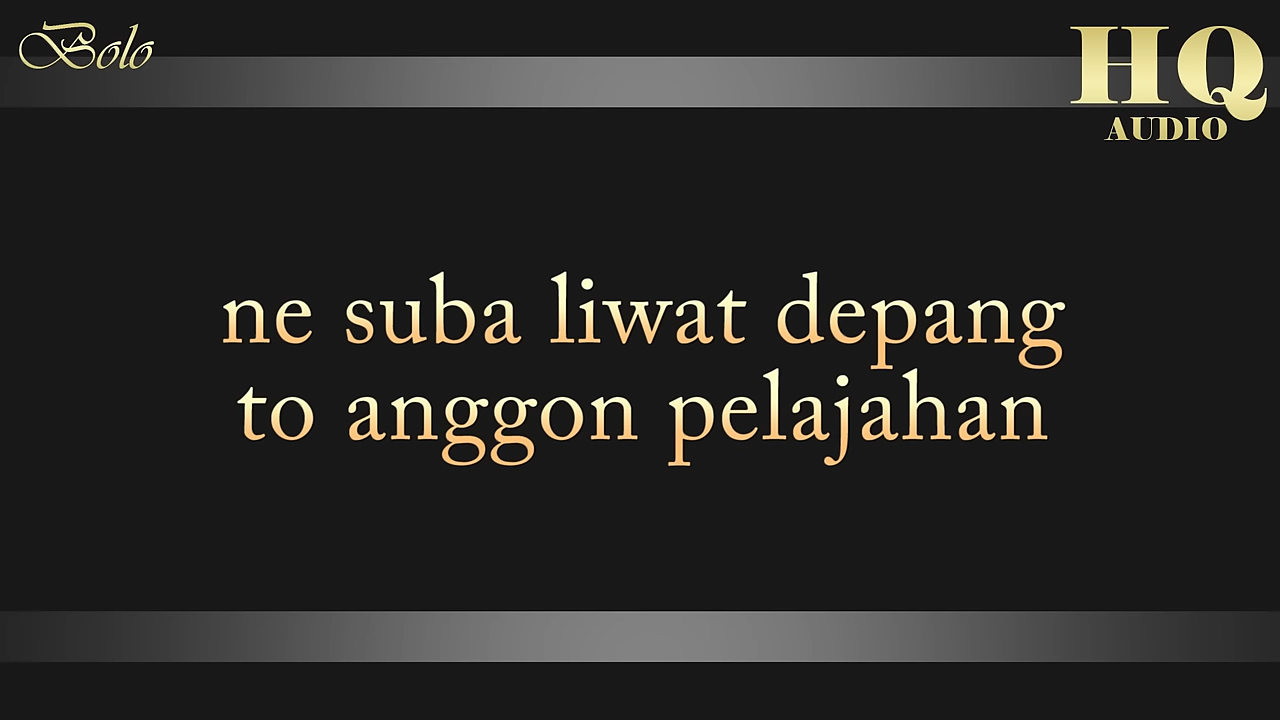 Bolo
HQ
AUDIO
ne suba liwat depang
to anggon pelajahan